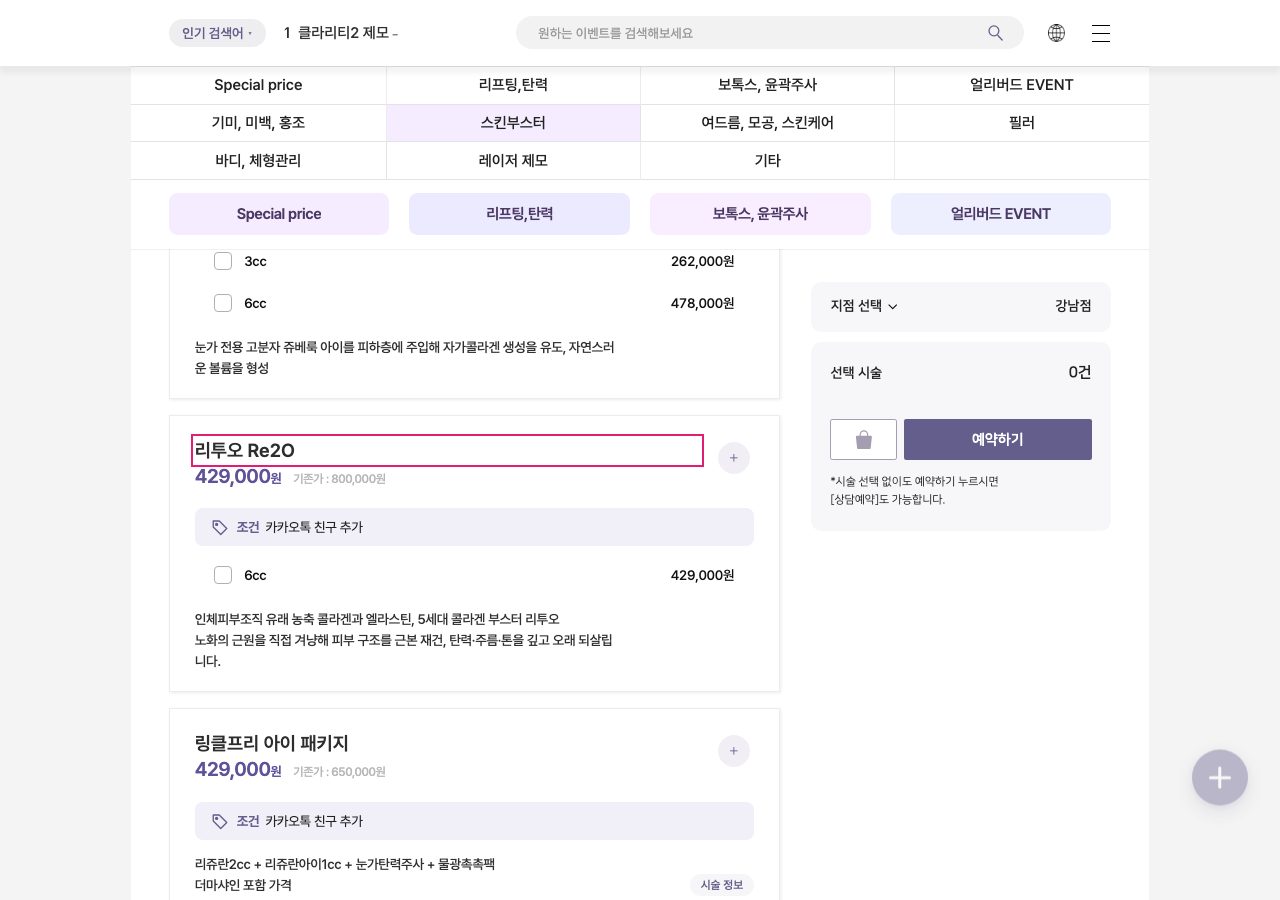 인기 검색어
1 클라리티2 제모 -
원하는 이벤트를 검색해보세요
Special price
리프팅,탄력
보톡스, 윤곽주사
얼리버드 EVENT
기미, 미백, 홍조
스킨부스터
여드름, 모공, 스킨케어
필러
바디, 체형관리
레이저 제모
기타
Special price
리프팅,탄력
보톡스, 윤곽주사
얼리버드 EVENT
3cc 262,000원
6cc 478,000원
눈가 전용 고분자 쥬베룩 아이를 피하층에 주입해 자가콜라겐 생성을 유도, 자연스러
운 볼륨을 형성
지점 선택 강남점
선택 시술 0건
예약하기
*시술 선택 없이도 예약하기 누르시면
[상담예약]도 가능합니다.
리투오 Re2O
429,000원 기존가 : 800,000원
조건 카카오톡 친구 추가
6cc 429,000원
인체피부조직 유래 농축 콜라겐과 엘라스틴, 5세대 콜라겐 부스터 리투오
노화의 근원을 직접 겨냥해 피부 구조를 근본 재건, 탄력·주름·톤을 깊고 오래 되살립
니다.
링클프리 아이 패키지
429,000원 기존가 : 650,000원
조건 카카오톡 친구 추가
리쥬란2cc + 리쥬란아이1cc + 눈가탄력주사 + 물광촉촉팩
더마샤인 포함 가격
시술 정보